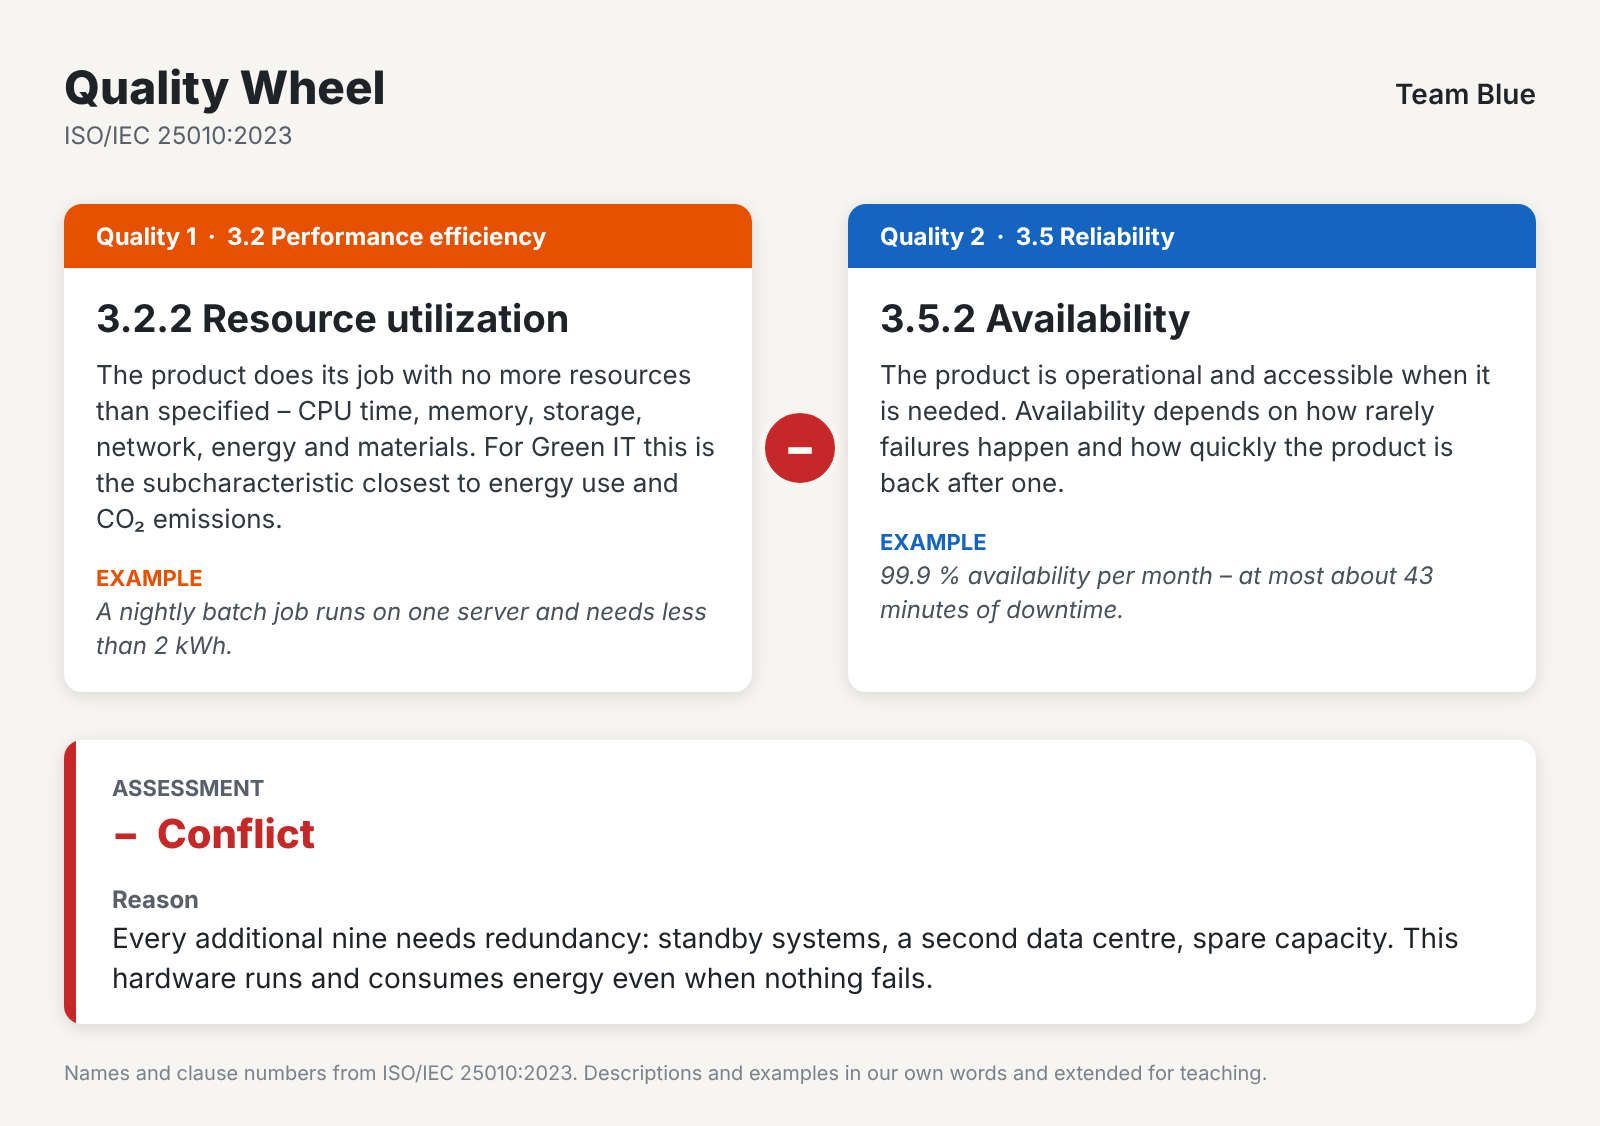 Quality Wheel
ISO/IEC 25010:2023
Team Blue
Quality 1 · 3.2 Performance efficiency
3.2.2 Resource utilization
The product does its job with no more resources
than specified – CPU time, memory, storage,
network, energy and materials. For Green IT this is
the subcharacteristic closest to energy use and
CO₂ emissions.
EXAMPLE
A nightly batch job runs on one server and needs less
than 2 kWh.
–
Quality 2 · 3.5 Reliability
3.5.2 Availability
The product is operational and accessible when it
is needed. Availability depends on how rarely
failures happen and how quickly the product is
back after one.
EXAMPLE
99.9 % availability per month – at most about 43
minutes of downtime.
ASSESSMENT
– Conflict
Reason
Every additional nine needs redundancy: standby systems, a second data centre, spare capacity. This
hardware runs and consumes energy even when nothing fails.
Names and clause numbers from ISO/IEC 25010:2023. Descriptions and examples in our own words and extended for teaching.